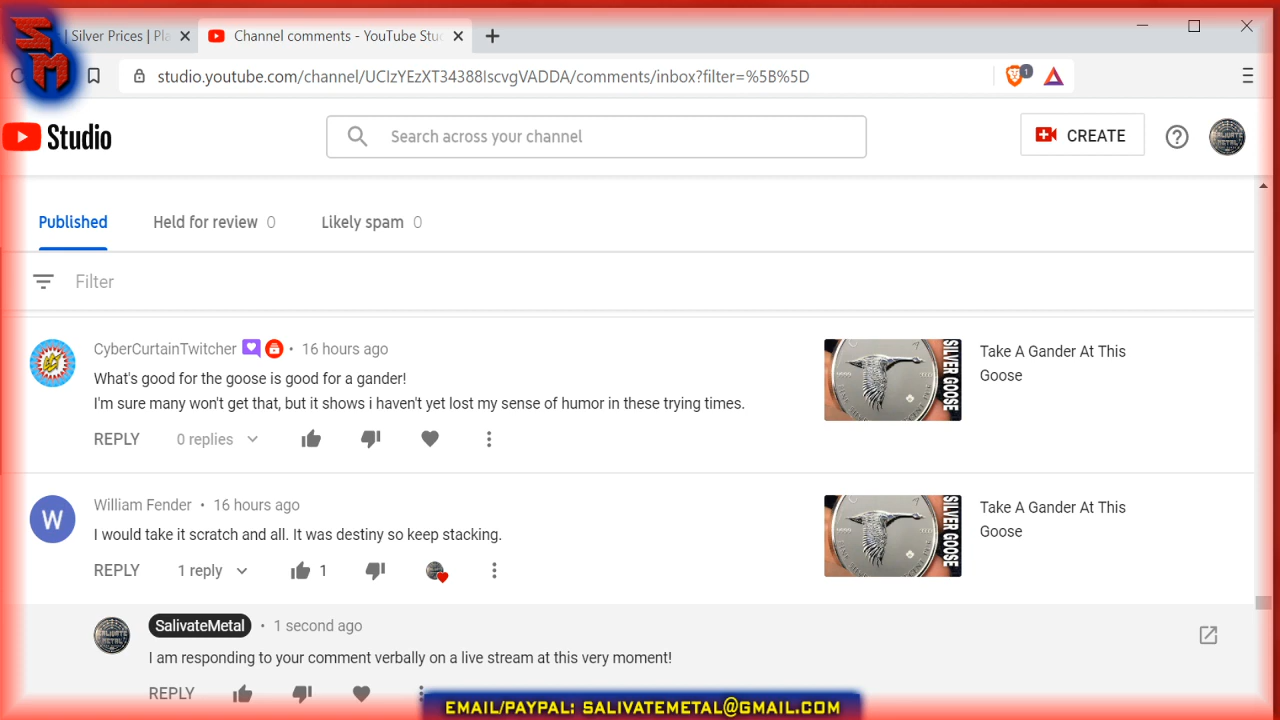 SM
| Silver Prices | Pla
Channel comments - YouTube Stu
studio.youtube.com/channel/UCIzYEzXT34388IscvgVADDA/comments/inbox?filter=%5B%5D
1
Studio
Search across your channel
CREATE
Published
Held for review 0
Likely spam 0
Filter
CyberCurtainTwitcher • 16 hours ago
What's good for the goose is good for a gander!
I'm sure many won't get that, but it shows i haven't yet lost my sense of humor in these trying times.
REPLY 0 replies
SILVER GOOSE
Take A Gander At This
Goose
W
William Fender • 16 hours ago
I would take it scratch and all. It was destiny so keep stacking.
REPLY 1 reply 1
SILVER GOOSE
Take A Gander At This
Goose
SalivateMetal • 1 second ago
I am responding to your comment verbally on a live stream at this very moment!
REPLY
EMAIL/PAYPAL: SALIVATEMETAL@GMAIL.COM